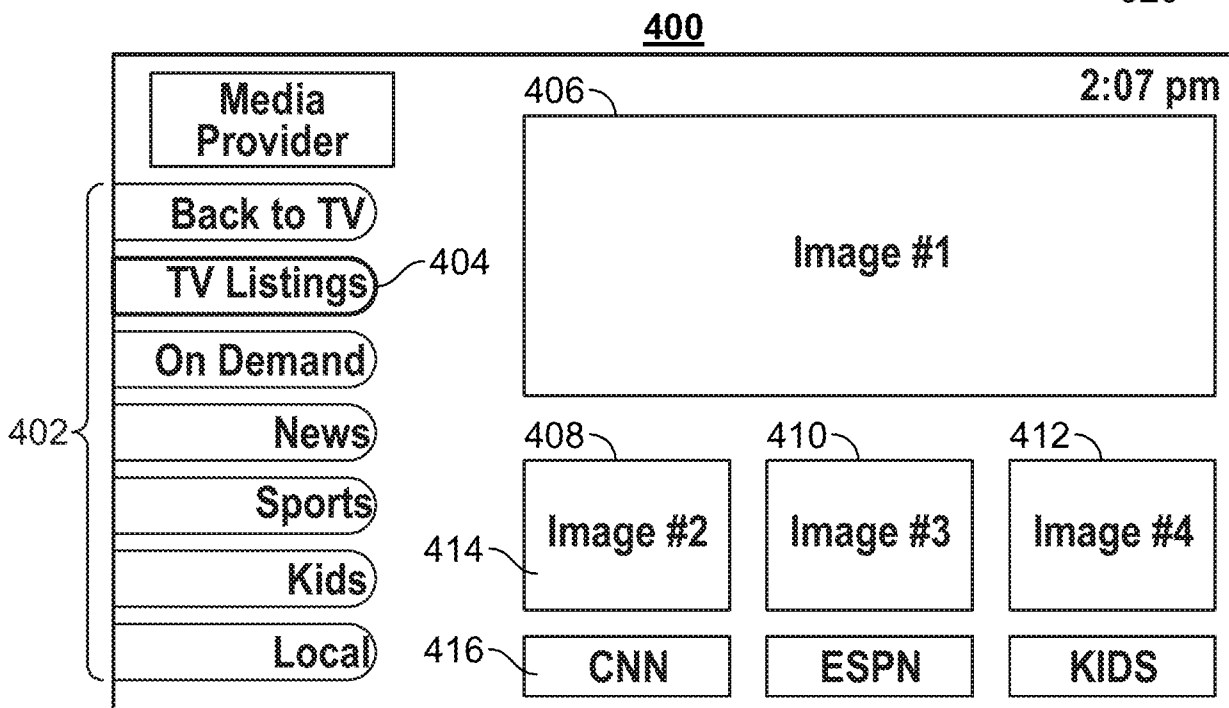 400
Media
Provider
2:07 pm
406
Image #1
402
Back to TV
TV Listings
404
On Demand
News
Sports
Kids
Local
408
410
412
Image #2
Image #3
Image #4
414
416
CNN
ESPN
KIDS